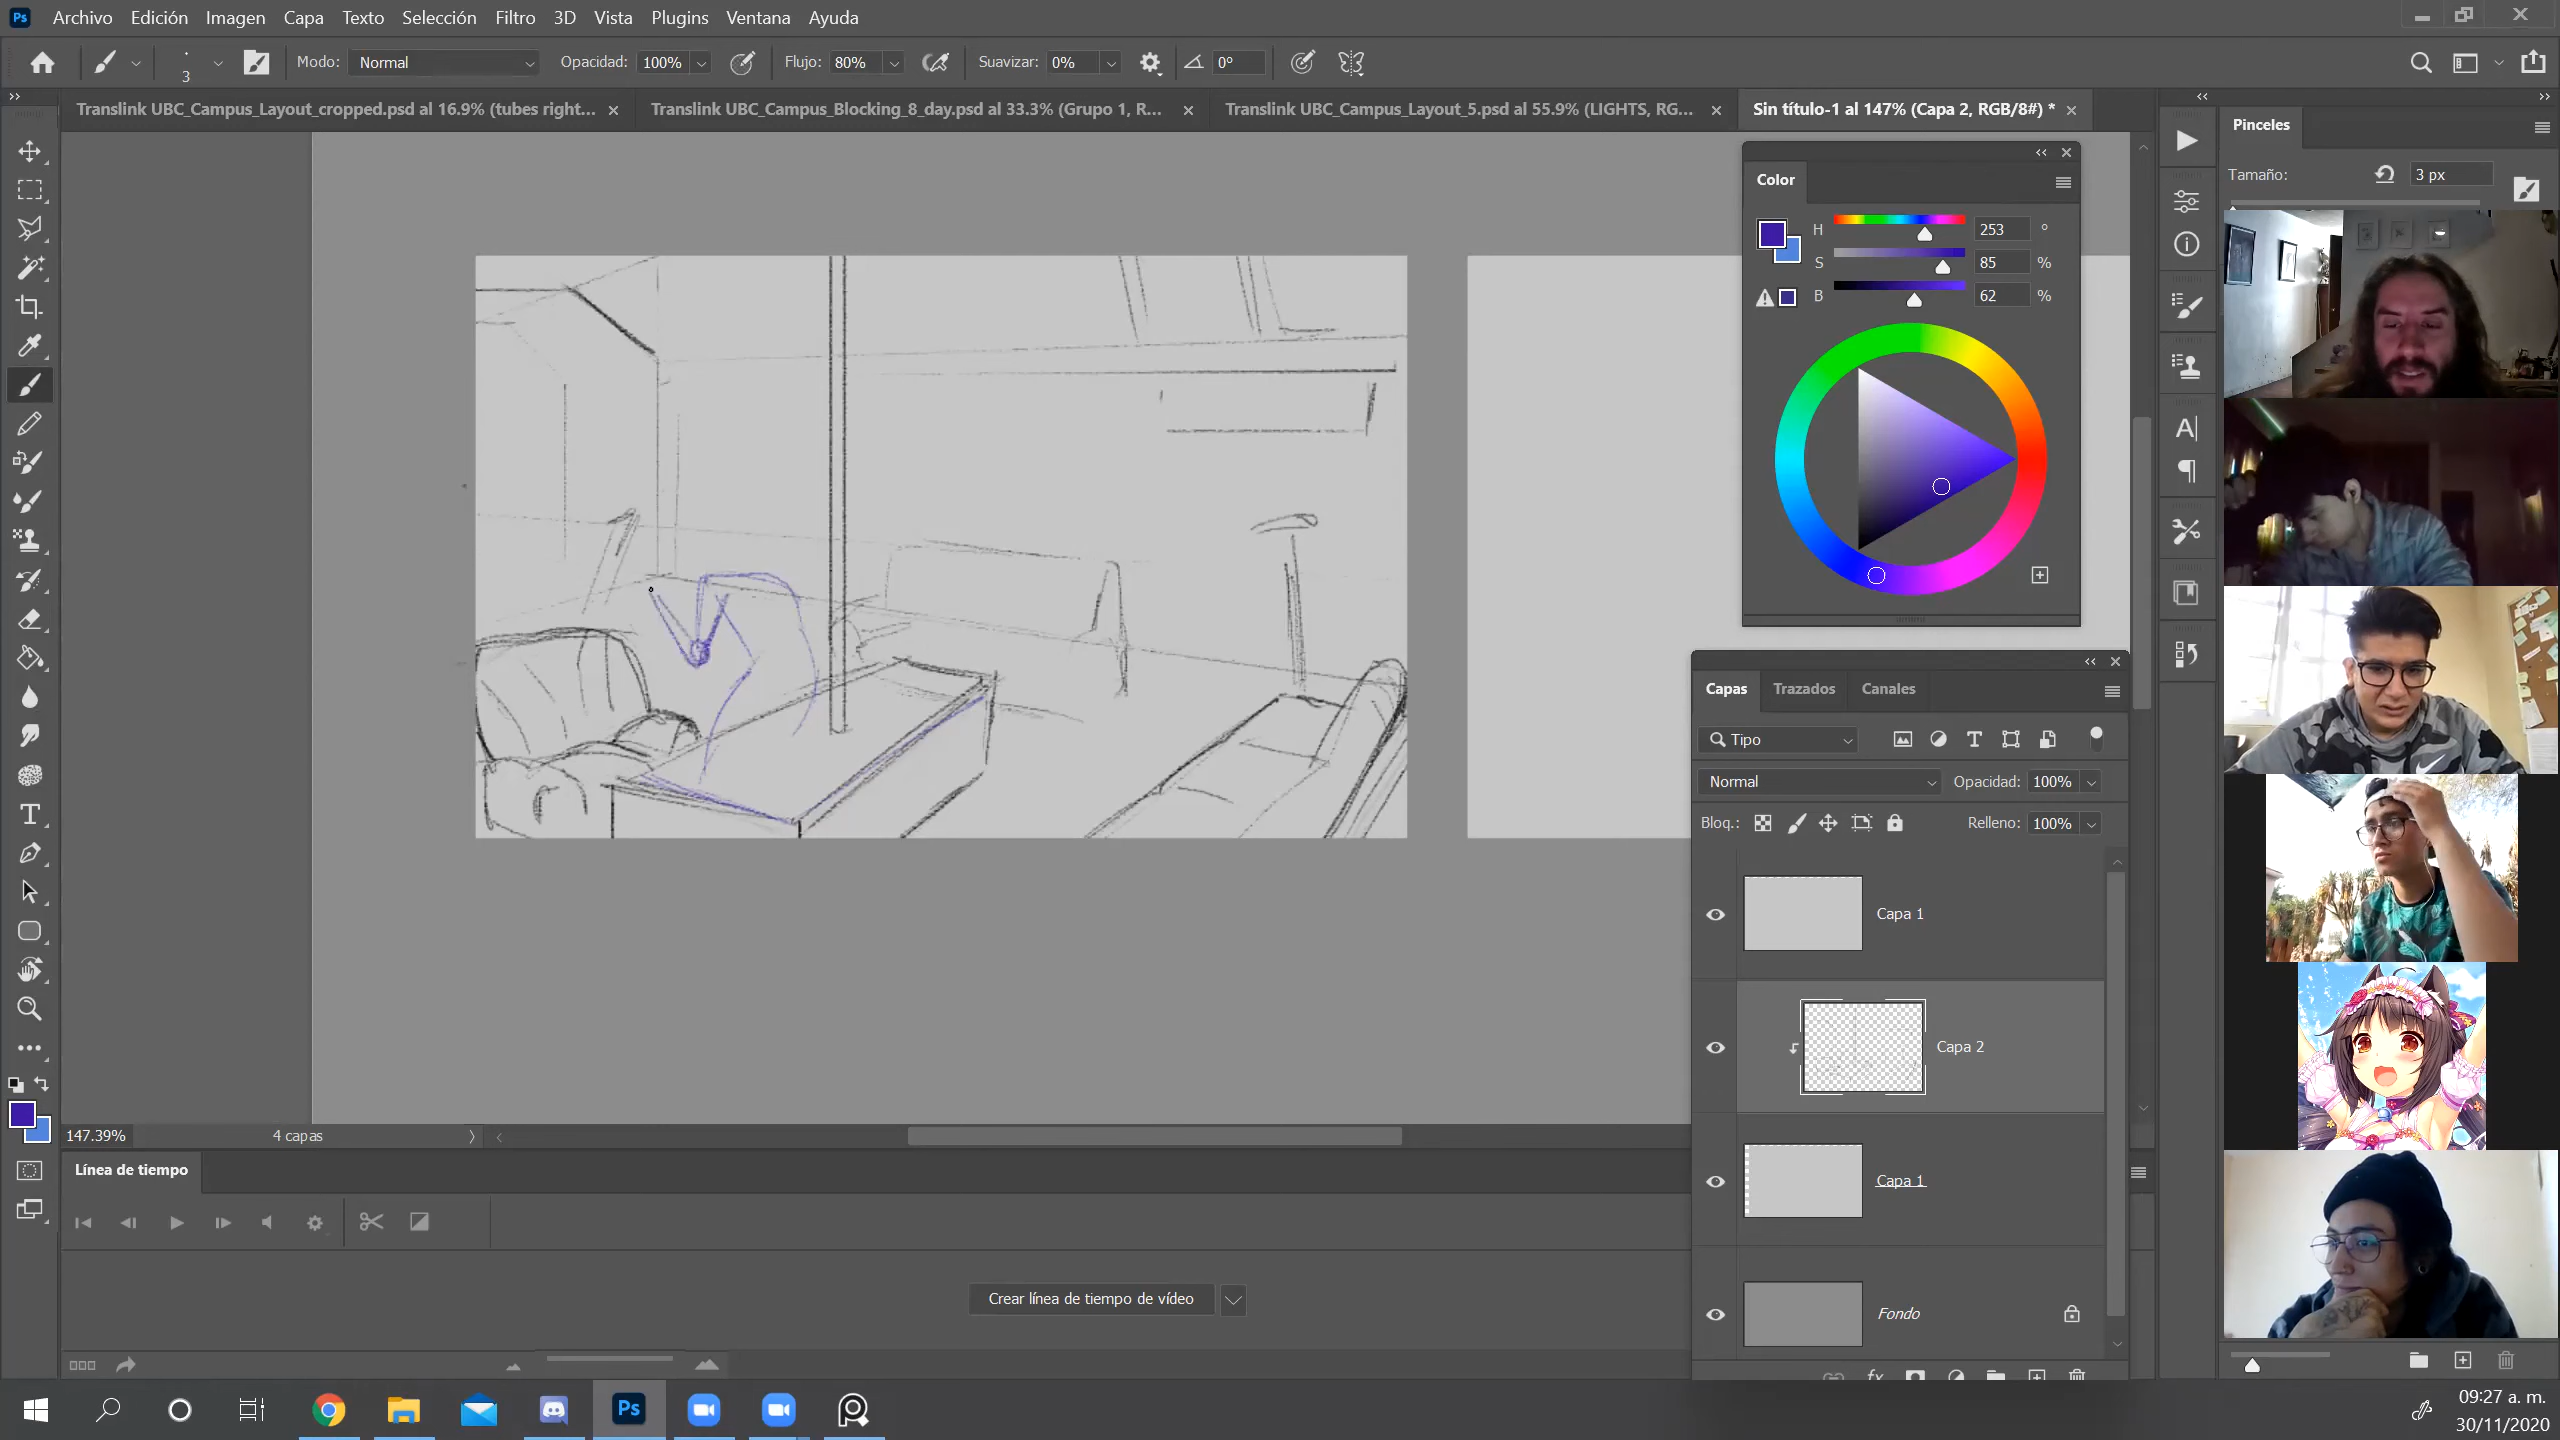 Ps Archivo Edición Imagen Capa Texto Selección Filtro 3D Vista Plugins Ventana Ayuda
3 Modo: Normal Opacidad: 100% Flujo: 80% Suavizar: 0% 0°
Translink UBC_Campus_Layout_cropped.psd al 16.9% (tubes right... Translink UBC_Campus_Blocking_8_day.psd al 33.3% (Grupo 1, R... Translink UBC_Campus_Layout_5.psd al 55.9% (LIGHTS, RG... Sin título-1 al 147% (Capa 2, RGB/8#) *
Pinceles
Tamaño: 3 px
Color
H 253 °
S 85 %
B 62 %
Capas Trazados Canales
Tipo
Normal Opacidad: 100%
Bloq.: Relleno: 100%
Capa 1
Capa 2
Capa 1
Fondo
147.39% 4 capas
Línea de tiempo
Crear línea de tiempo de vídeo
fx
Ps
09:27 a. m.
30/11/2020